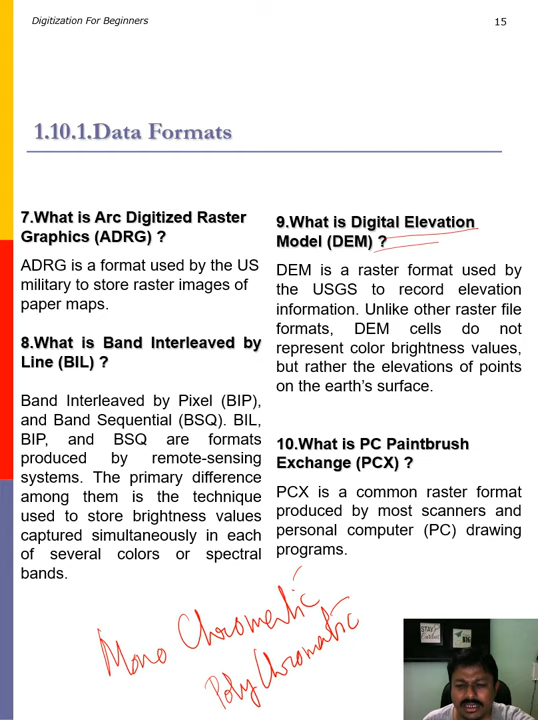 Digitization For Beginners
15
1.10.1.Data Formats
7.What is Arc Digitized Raster
Graphics (ADRG) ?
ADRG is a format used by the US
military to store raster images of
paper maps.
8.What is Band Interleaved by
Line (BIL) ?
Band Interleaved by Pixel (BIP),
and Band Sequential (BSQ). BIL,
BIP, and BSQ are formats
produced by remote-sensing
systems. The primary difference
among them is the technique
used to store brightness values
captured simultaneously in each
of several colors or spectral
bands.
9.What is Digital Elevation
Model (DEM) ?
DEM is a raster format used by
the USGS to record elevation
information. Unlike other raster file
formats, DEM cells do not
represent color brightness values,
but rather the elevations of points
on the earth's surface.
10.What is PC Paintbrush
Exchange (PCX) ?
PCX is a common raster format
produced by most scanners and
personal computer (PC) drawing
programs.
Mono Chromatic
Poly Chromatic
STAY
BIG